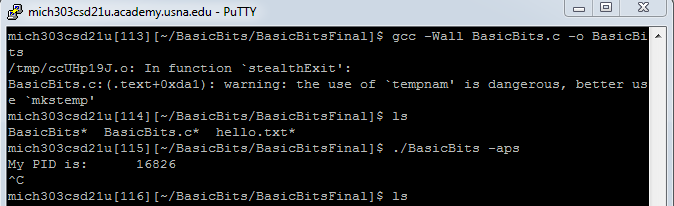 mich303csd21u.academy.usna.edu - PuTTY
mich303csd21u[113][~/BasicBits/BasicBitsFinal]$ gcc -Wall BasicBits.c -o BasicBi
ts
/tmp/ccUHp19J.o: In function `stealthExit':
BasicBits.c:(.text+0xda1): warning: the use of `tempnam' is dangerous, better us
e `mkstemp'
mich303csd21u[114][~/BasicBits/BasicBitsFinal]$ ls
BasicBits*  BasicBits.c*  hello.txt*
mich303csd21u[115][~/BasicBits/BasicBitsFinal]$ ./BasicBits -aps
My PID is:      16826
^C
mich303csd21u[116][~/BasicBits/BasicBitsFinal]$ ls